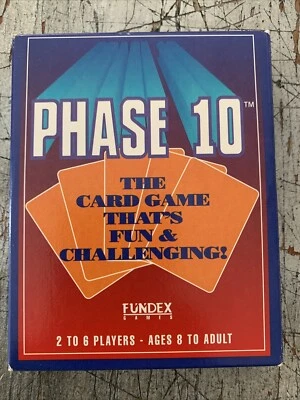 PHASE 10™
THE
CARD GAME
THAT'S
FUN &
CHALLENGING!
FUNDEX
GAMES
2 TO 6 PLAYERS - AGES 8 TO ADULT